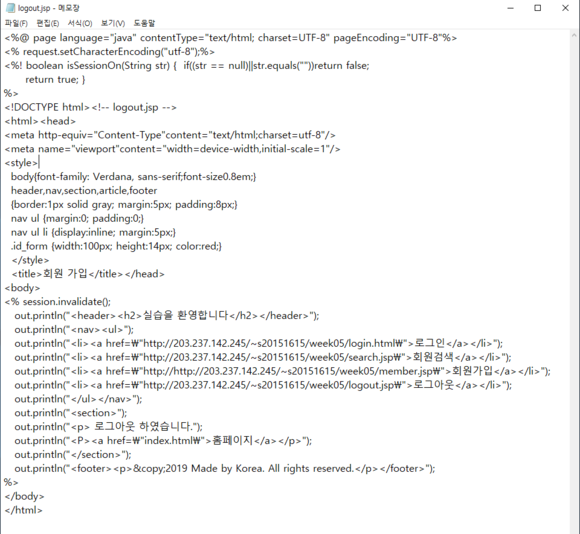 logout.jsp - 메모장
파일(F) 편집(E) 서식(O) 보기(V) 도움말
<%@ page language="java" contentType="text/html; charset=UTF-8" pageEncoding="UTF-8"%>
<% request.setCharacterEncoding("utf-8");%>
<%! boolean isSessionOn(String str) {  if((str == null)||str.equals(""))return false;
return true; }
%>
<!DOCTYPE html><!-- logout.jsp -->
<html><head>
<meta http-equiv="Content-Type"content="text/html;charset=utf-8"/>
<meta name="viewport"content="width=device-width,initial-scale=1"/>
<style>
body{font-family: Verdana, sans-serif;font-size0.8em;}
header,nav,section,article,footer
{border:1px solid gray; margin:5px; padding:8px;}
nav ul {margin:0; padding:0;}
nav ul li {display:inline; margin:5px;}
.id_form {width:100px; height:14px; color:red;}
</style>
<title>회원 가입</title></head>
<body>
<% session.invalidate();
out.println("<header><h2>실습을 환영합니다</h2></header>");
out.println("<nav><ul>");
out.println("<li><a href=₩"http://203.237.142.245/~s20151615/week05/login.html₩">로그인</a></li>");
out.println("<li><a href=₩"http://203.237.142.245/~s20151615/week05/search.jsp₩">회원검색</a></li>");
out.println("<li><a href=₩"http://http://203.237.142.245/~s20151615/week05/member.jsp₩">회원가입</a></li>");
out.println("<li><a href=₩"http://203.237.142.245/~s20151615/week05/logout.jsp₩">로그아웃</a></li>");
out.println("</ul></nav>");
out.println("<section>");
out.println("<p> 로그아웃 하였습니다.");
out.println("<P><a href=₩"index.html₩">홈페이지</a></p>");
out.println("</section>");
out.println("<footer><p>&copy;2019 Made by Korea. All rights reserved.</p></footer>");
%>
</body>
</html>